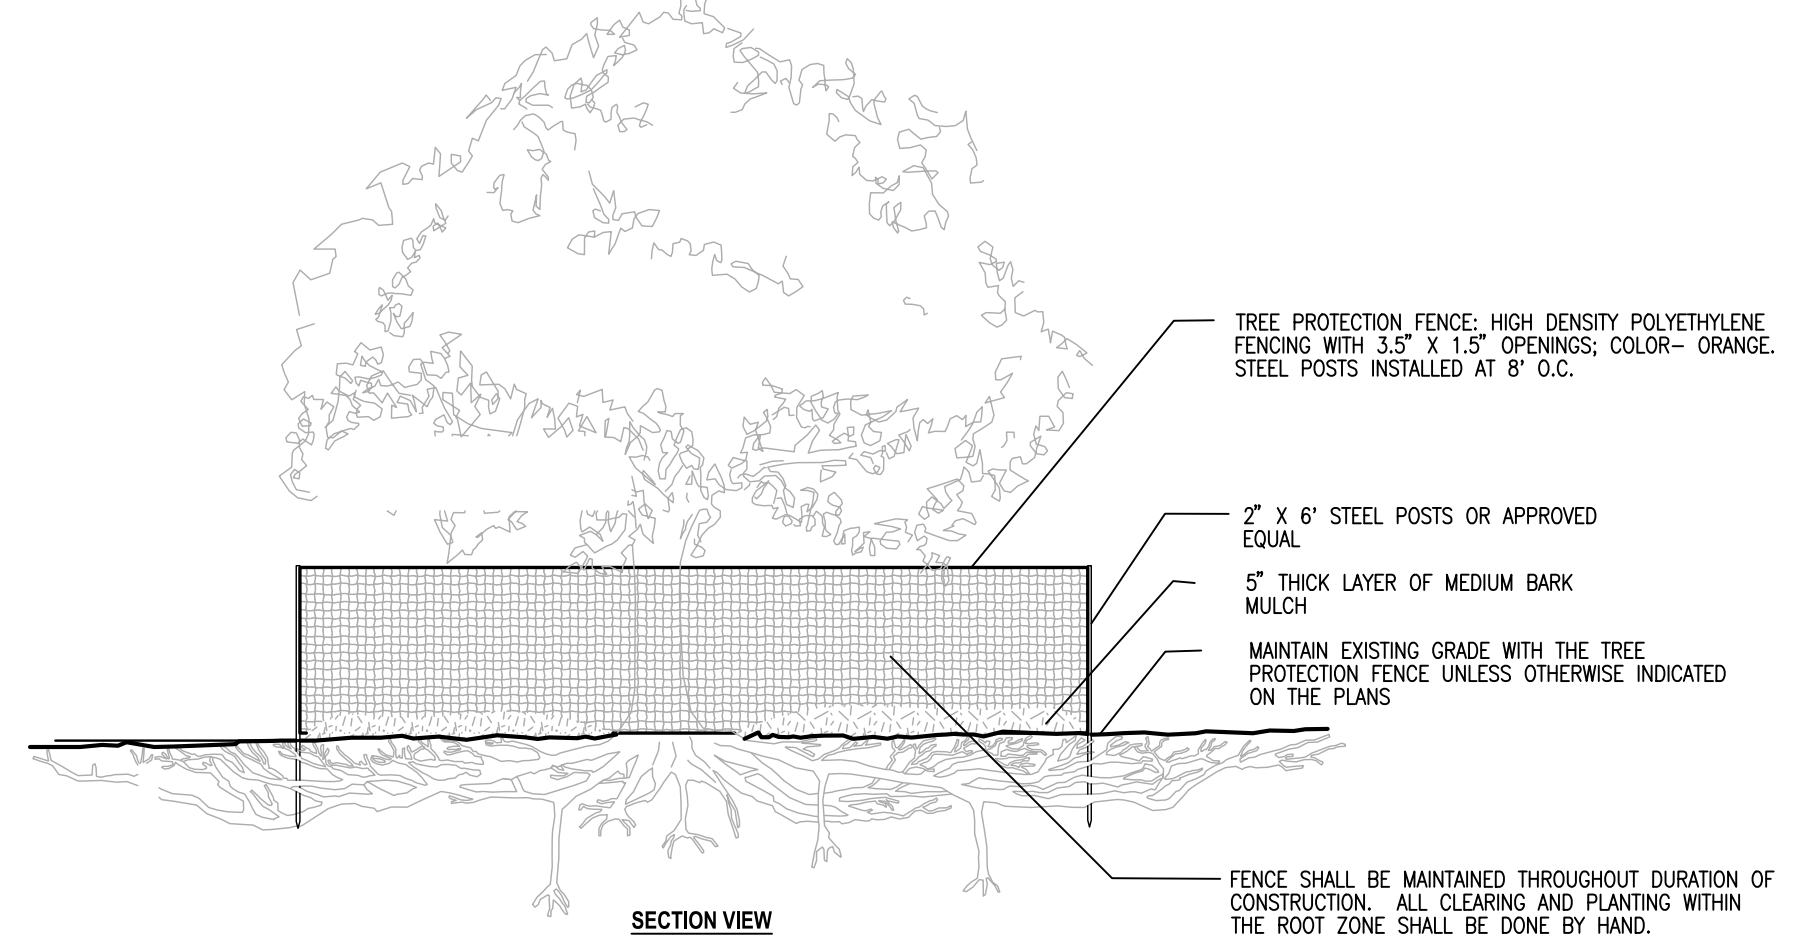 TREE PROTECTION FENCE: HIGH DENSITY POLYETHYLENE
FENCING WITH 3.5" X 1.5" OPENINGS; COLOR– ORANGE.
STEEL POSTS INSTALLED AT 8' O.C.
2" X 6' STEEL POSTS OR APPROVED
EQUAL
5" THICK LAYER OF MEDIUM BARK
MULCH
MAINTAIN EXISTING GRADE WITH THE TREE
PROTECTION FENCE UNLESS OTHERWISE INDICATED
ON THE PLANS
FENCE SHALL BE MAINTAINED THROUGHOUT DURATION OF
CONSTRUCTION. ALL CLEARING AND PLANTING WITHIN
THE ROOT ZONE SHALL BE DONE BY HAND.
SECTION VIEW